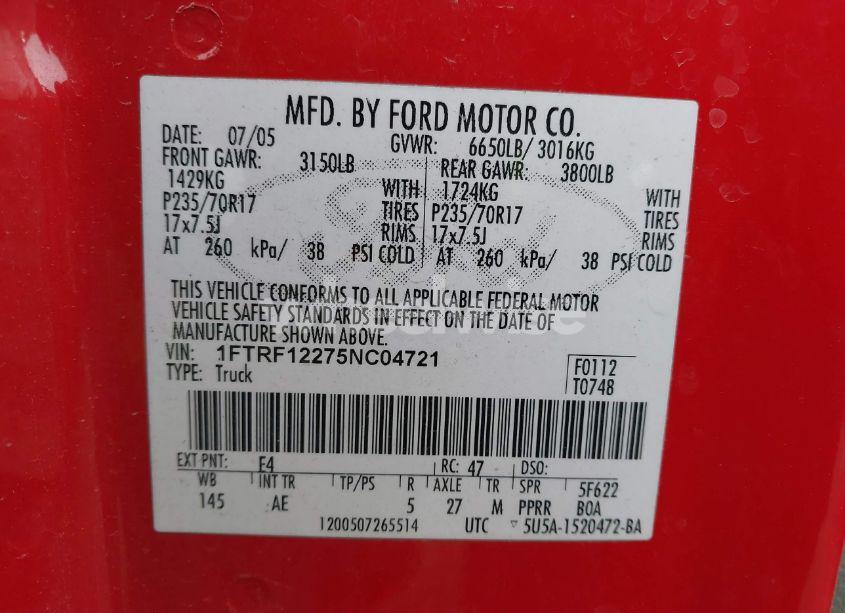 MFD. BY FORD MOTOR CO.
DATE: 07/05 GVWR: 6650LB/ 3016KG
FRONT GAWR: 3150LB REAR GAWR: 3800LB
1429KG WITH 1724KG WITH
P235/70R17 TIRES P235/70R17 TIRES
17x7.5J RIMS 17x7.5J RIMS
AT 260 kPa/ 38 PSI COLD AT 260 kPa/ 38 PSI COLD
THIS VEHICLE CONFORMS TO ALL APPLICABLE FEDERAL MOTOR
VEHICLE SAFETY STANDARDS IN EFFECT ON THE DATE OF
MANUFACTURE SHOWN ABOVE.
VIN: 1FTRF12275NC04721 F0112
TYPE: Truck T0748
EXT PNT: E4 RC: 47 DSO:
WB INT TR TP/PS R AXLE TR SPR 5F622
145 AE 5 27 M PPRR BOA
1200507265514 UTC 5U5A-1520472-BA